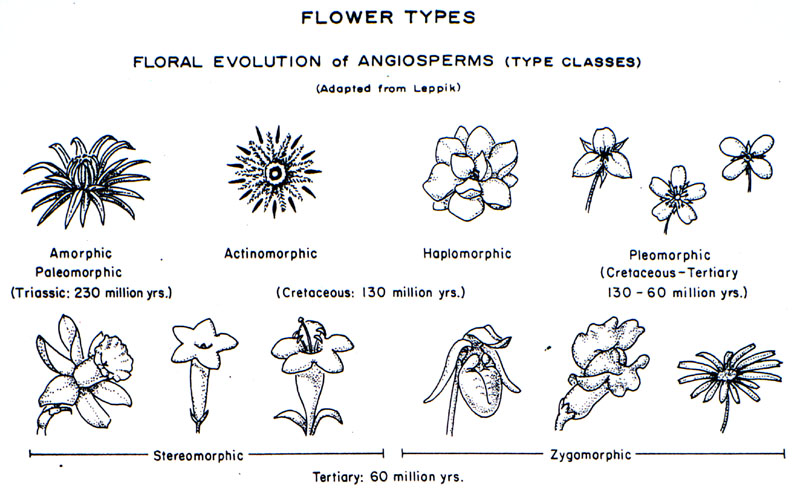 FLOWER TYPES
FLORAL EVOLUTION of ANGIOSPERMS (TYPE CLASSES)
(Adapted from Leppik)
Amorphic
Paleomorphic
(Triassic: 230 million yrs.)
Actinomorphic
Haplomorphic
(Cretaceous: 130 million yrs.)
Pleomorphic
(Cretaceous-Tertiary
130-60 million yrs.)
Stereomorphic
Zygomorphic
Tertiary: 60 million yrs.